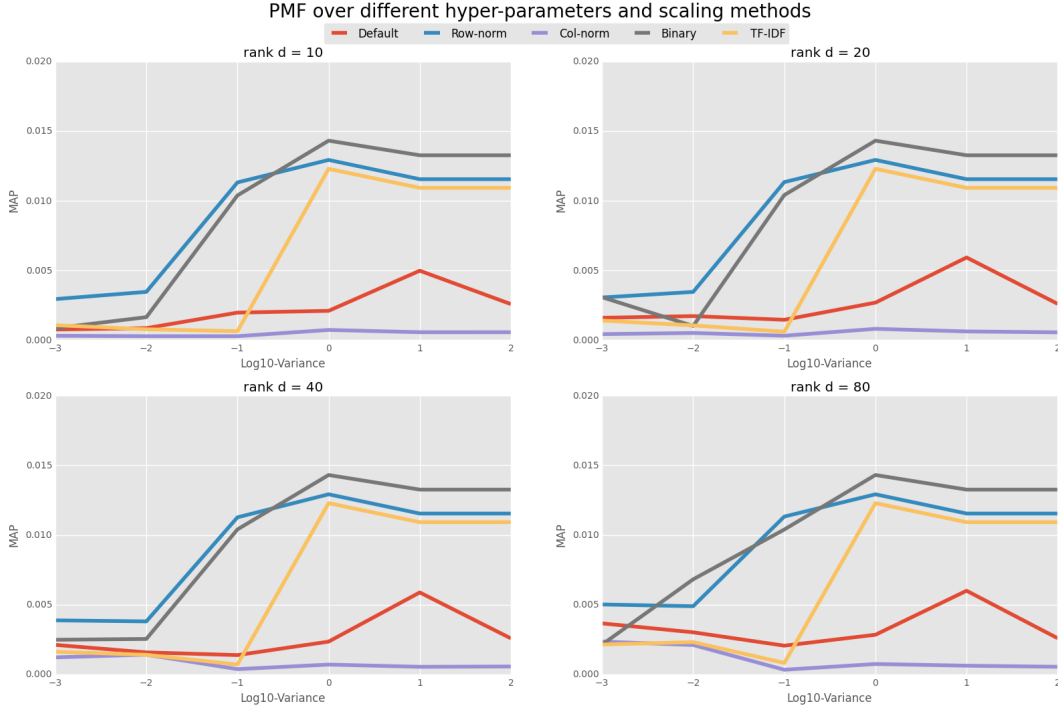 PMF over different hyper-parameters and scaling methods
Default Row-norm Col-norm Binary TF-IDF
rank d = 10
0.020
0.015
0.010
0.005
0.000
MAP
−3 −2 −1 0 1 2
Log10-Variance
rank d = 20
0.020
0.015
0.010
0.005
0.000
MAP
−3 −2 −1 0 1 2
Log10-Variance
rank d = 40
0.020
0.015
0.010
0.005
0.000
MAP
−3 −2 −1 0 1 2
Log10-Variance
rank d = 80
0.020
0.015
0.010
0.005
0.000
MAP
−3 −2 −1 0 1 2
Log10-Variance